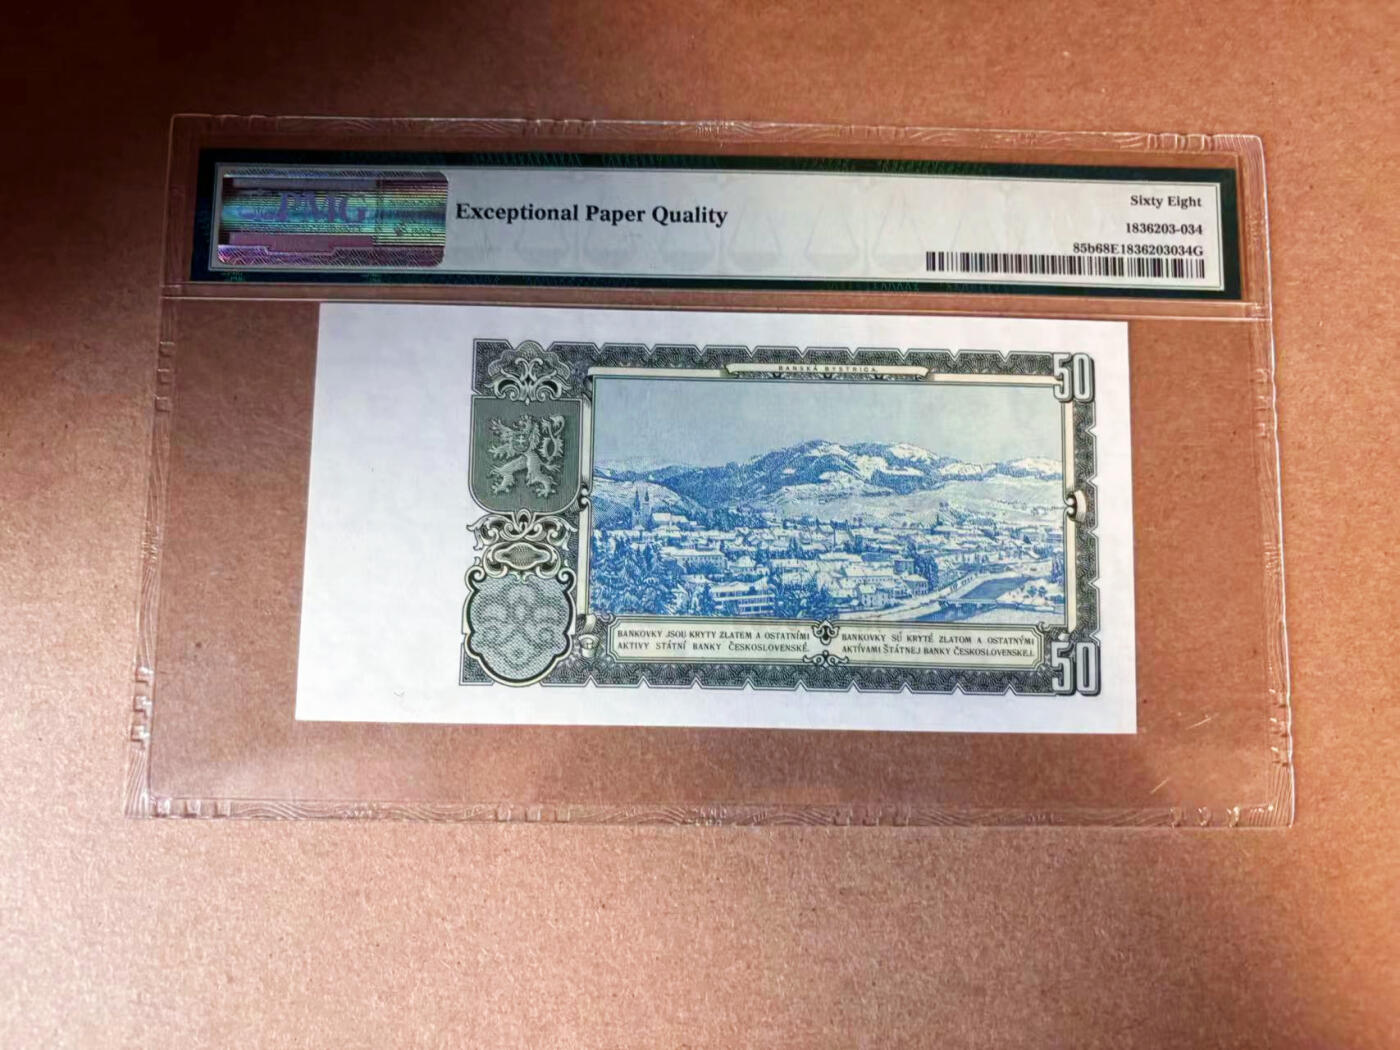 PMG
Exceptional Paper Quality
Sixty Eight
1836203-034
85b68E1836203034G
BANSKÁ BYSTRICA.
50
BANKOVKY JSOU KRYTY ZLATEM A OSTATNÍMI
AKTIVY STÁTNÍ BANKY ČESKOSLOVENSKÉ.
BANKOVKY SÚ KRYTÉ ZLATOM A OSTATNÝMI
AKTÍVAMI ŠTÁTNEJ BANKY ČESKOSLOVENSKEJ.
50